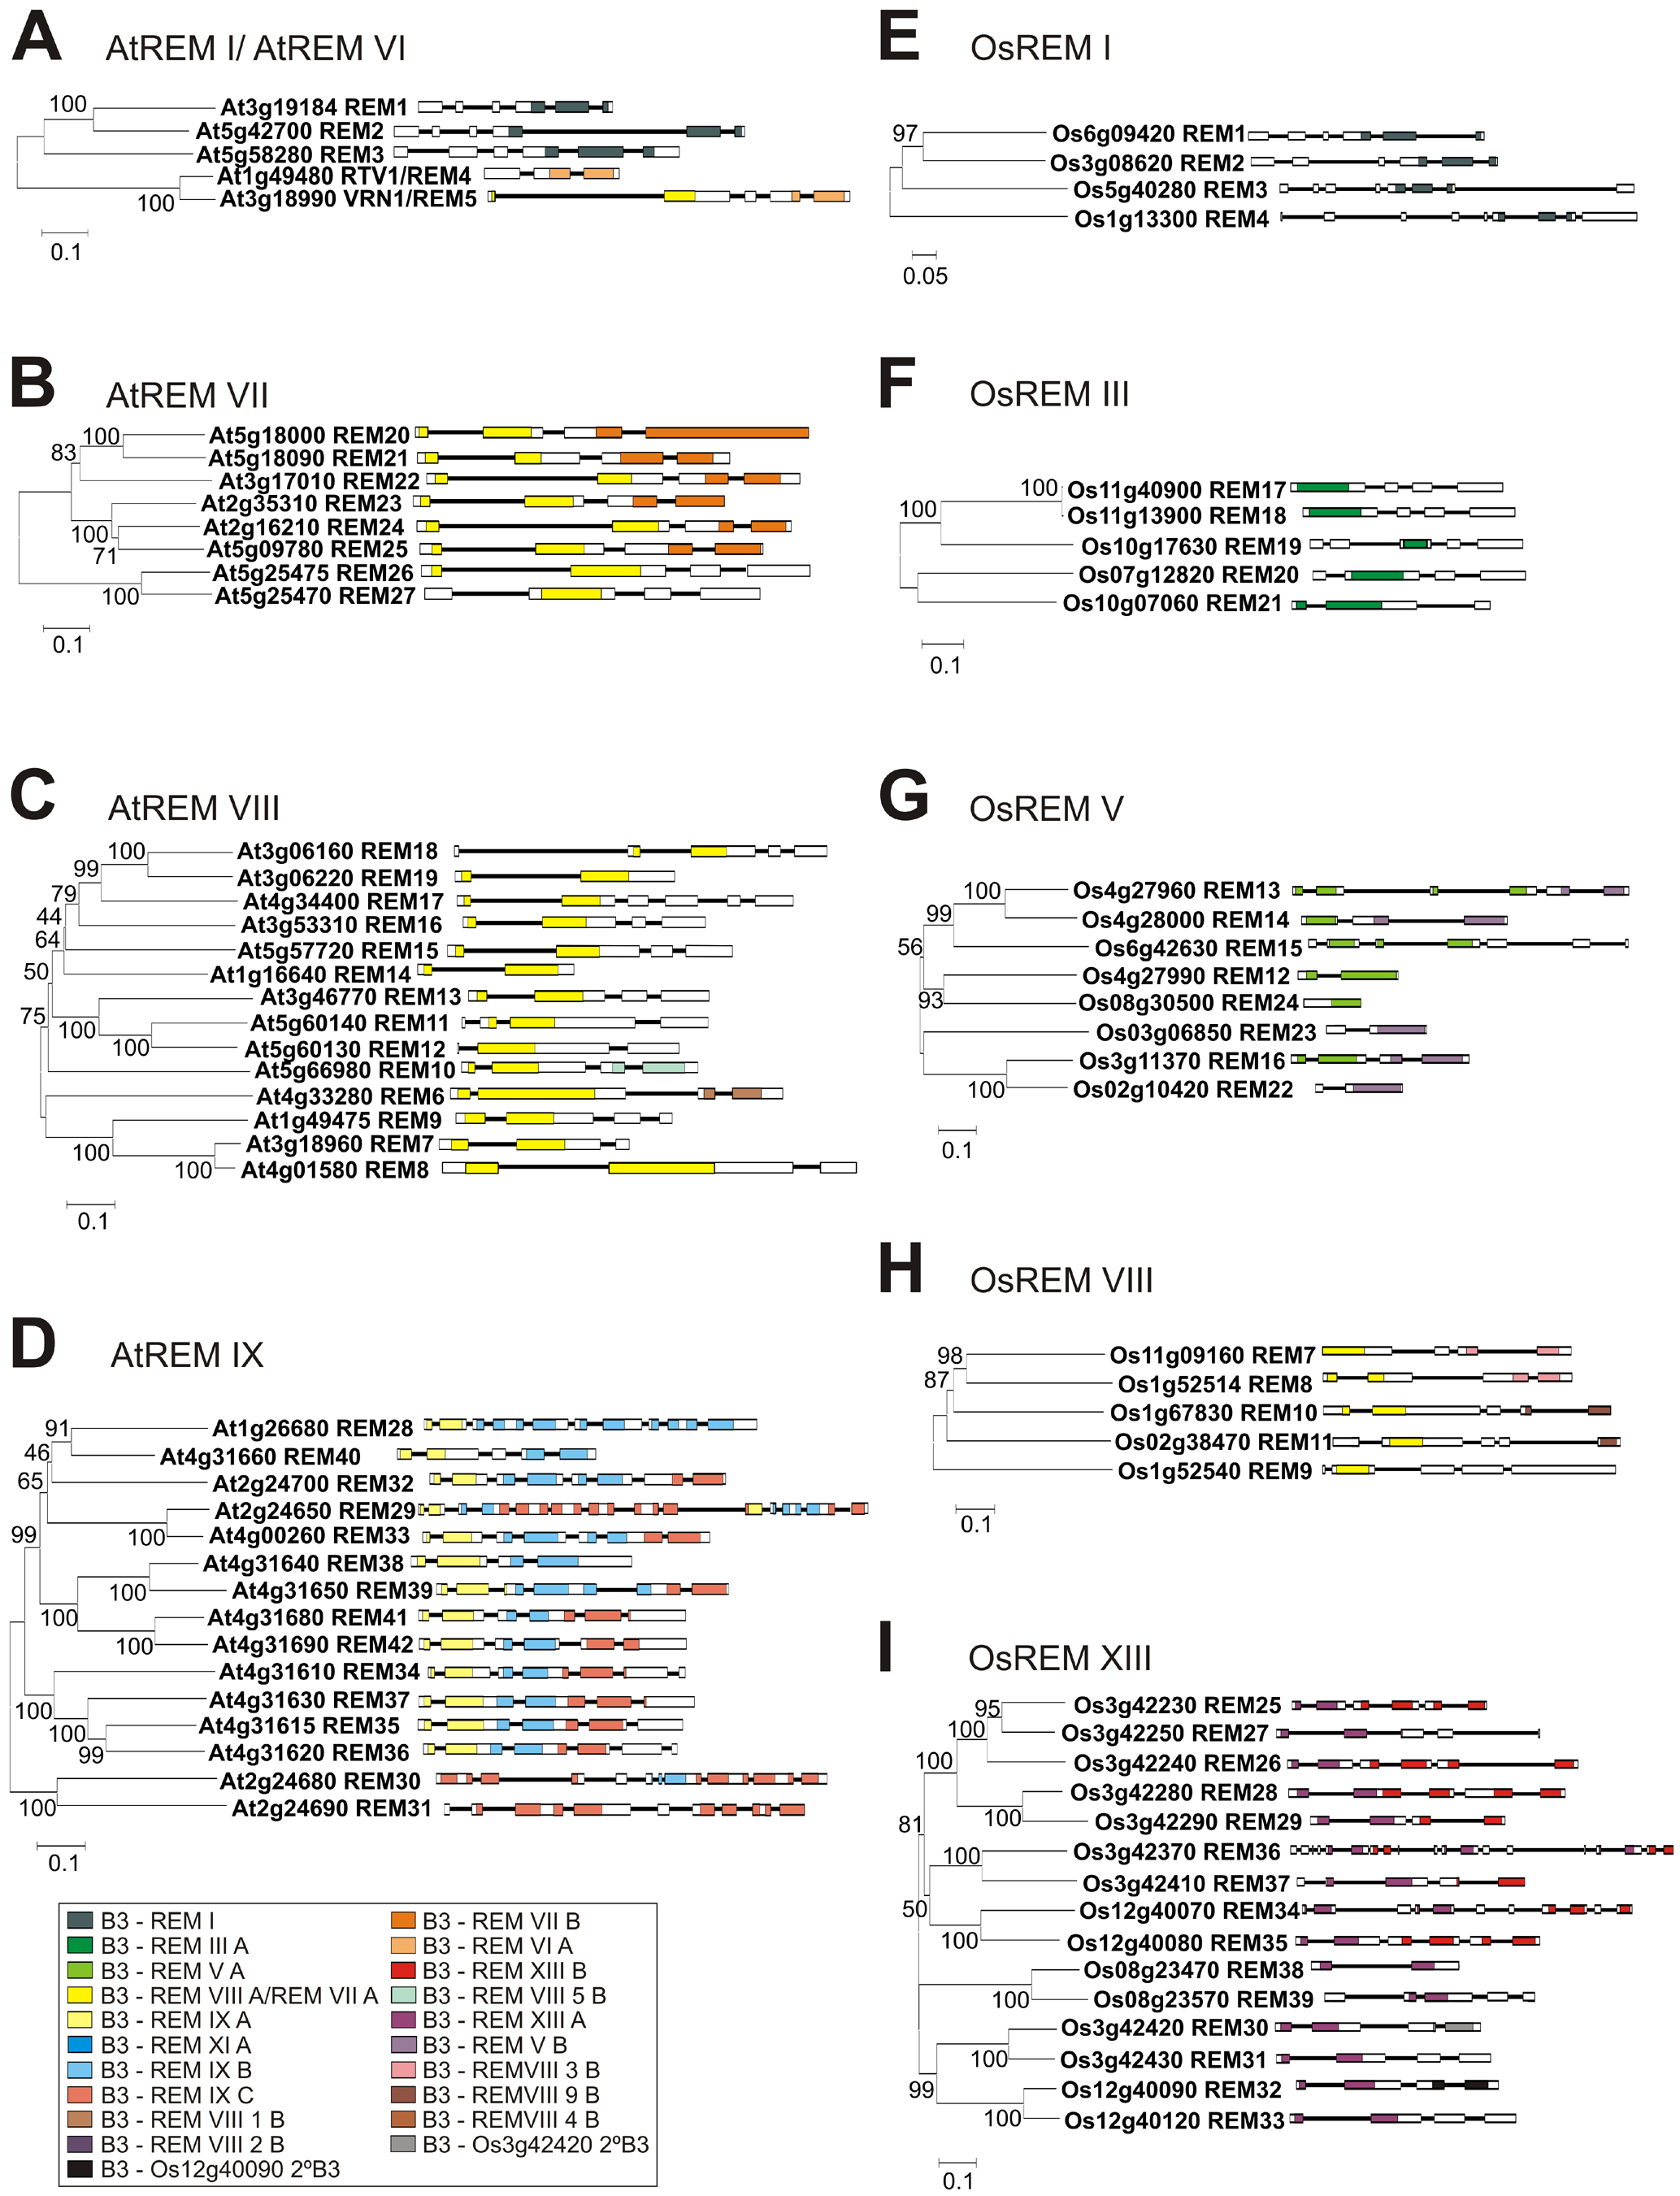 A AtREM I/ AtREM VI
100
At3g19184 REM1
At5g42700 REM2
At5g58280 REM3
At1g49480 RTV1/REM4
At3g18990 VRN1/REM5
100
0.1
B AtREM VII
100
At5g18000 REM20
83
At5g18090 REM21
At3g17010 REM22
At2g35310 REM23
At2g16210 REM24
100
71
At5g09780 REM25
At5g25475 REM26
At5g25470 REM27
100
0.1
C AtREM VIII
100
At3g06160 REM18
99
At3g06220 REM19
79
At4g34400 REM17
44
At3g53310 REM16
64
At5g57720 REM15
50
At1g16640 REM14
At3g46770 REM13
75
100
At5g60140 REM11
100
At5g60130 REM12
At5g66980 REM10
At4g33280 REM6
At1g49475 REM9
100
At3g18960 REM7
100
At4g01580 REM8
0.1
D AtREM IX
91
At1g26680 REM28
46
At4g31660 REM40
65
At2g24700 REM32
At2g24650 REM29
99
100
At4g00260 REM33
At4g31640 REM38
100
At4g31650 REM39
100
At4g31680 REM41
100
At4g31690 REM42
At4g31610 REM34
100
At4g31630 REM37
100
At4g31615 REM35
99
At4g31620 REM36
At2g24680 REM30
100
At2g24690 REM31
0.1
B3 - REM I
B3 - REM III A
B3 - REM V A
B3 - REM VIII A/REM VII A
B3 - REM IX A
B3 - REM XI A
B3 - REM IX B
B3 - REM IX C
B3 - REM VIII 1 B
B3 - REM VIII 2 B
B3 - Os12g40090 2ºB3
B3 - REM VII B
B3 - REM VI A
B3 - REM XIII B
B3 - REM VIII 5 B
B3 - REM XIII A
B3 - REM V B
B3 - REMVIII 3 B
B3 - REMVIII 9 B
B3 - REMVIII 4 B
B3 - Os3g42420 2ºB3
E OsREM I
97
Os6g09420 REM1
Os3g08620 REM2
Os5g40280 REM3
Os1g13300 REM4
0.05
F OsREM III
100
Os11g40900 REM17
100
Os11g13900 REM18
Os10g17630 REM19
Os07g12820 REM20
Os10g07060 REM21
0.1
G OsREM V
100
Os4g27960 REM13
99
Os4g28000 REM14
56
Os6g42630 REM15
Os4g27990 REM12
93
Os08g30500 REM24
Os03g06850 REM23
Os3g11370 REM16
100
Os02g10420 REM22
0.1
H OsREM VIII
98
Os11g09160 REM7
87
Os1g52514 REM8
Os1g67830 REM10
Os02g38470 REM11
Os1g52540 REM9
0.1
I OsREM XIII
95
Os3g42230 REM25
100
Os3g42250 REM27
100
Os3g42240 REM26
Os3g42280 REM28
100
Os3g42290 REM29
81
Os3g42370 REM36
100
Os3g42410 REM37
50
Os12g40070 REM34
100
Os12g40080 REM35
Os08g23470 REM38
100
Os08g23570 REM39
Os3g42420 REM30
100
Os3g42430 REM31
99
Os12g40090 REM32
100
Os12g40120 REM33
0.1